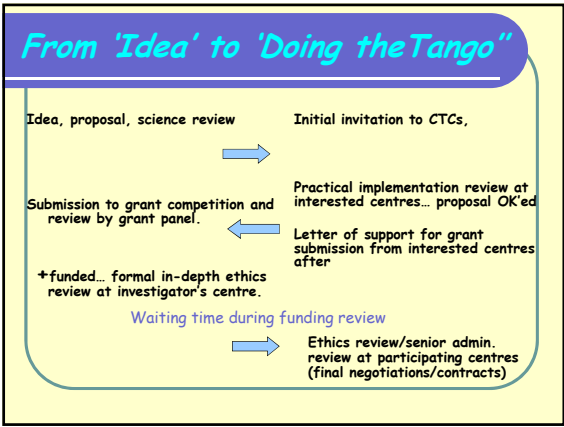 From 'Idea' to 'Doing theTango"
Idea, proposal, science review
Initial invitation to CTCs,
Submission to grant competition and
review by grant panel.
Practical implementation review at
interested centres… proposal OK'ed
Letter of support for grant
submission from interested centres
after
+funded… formal in-depth ethics
review at investigator's centre.
Waiting time during funding review
Ethics review/senior admin.
review at participating centres
(final negotiations/contracts)